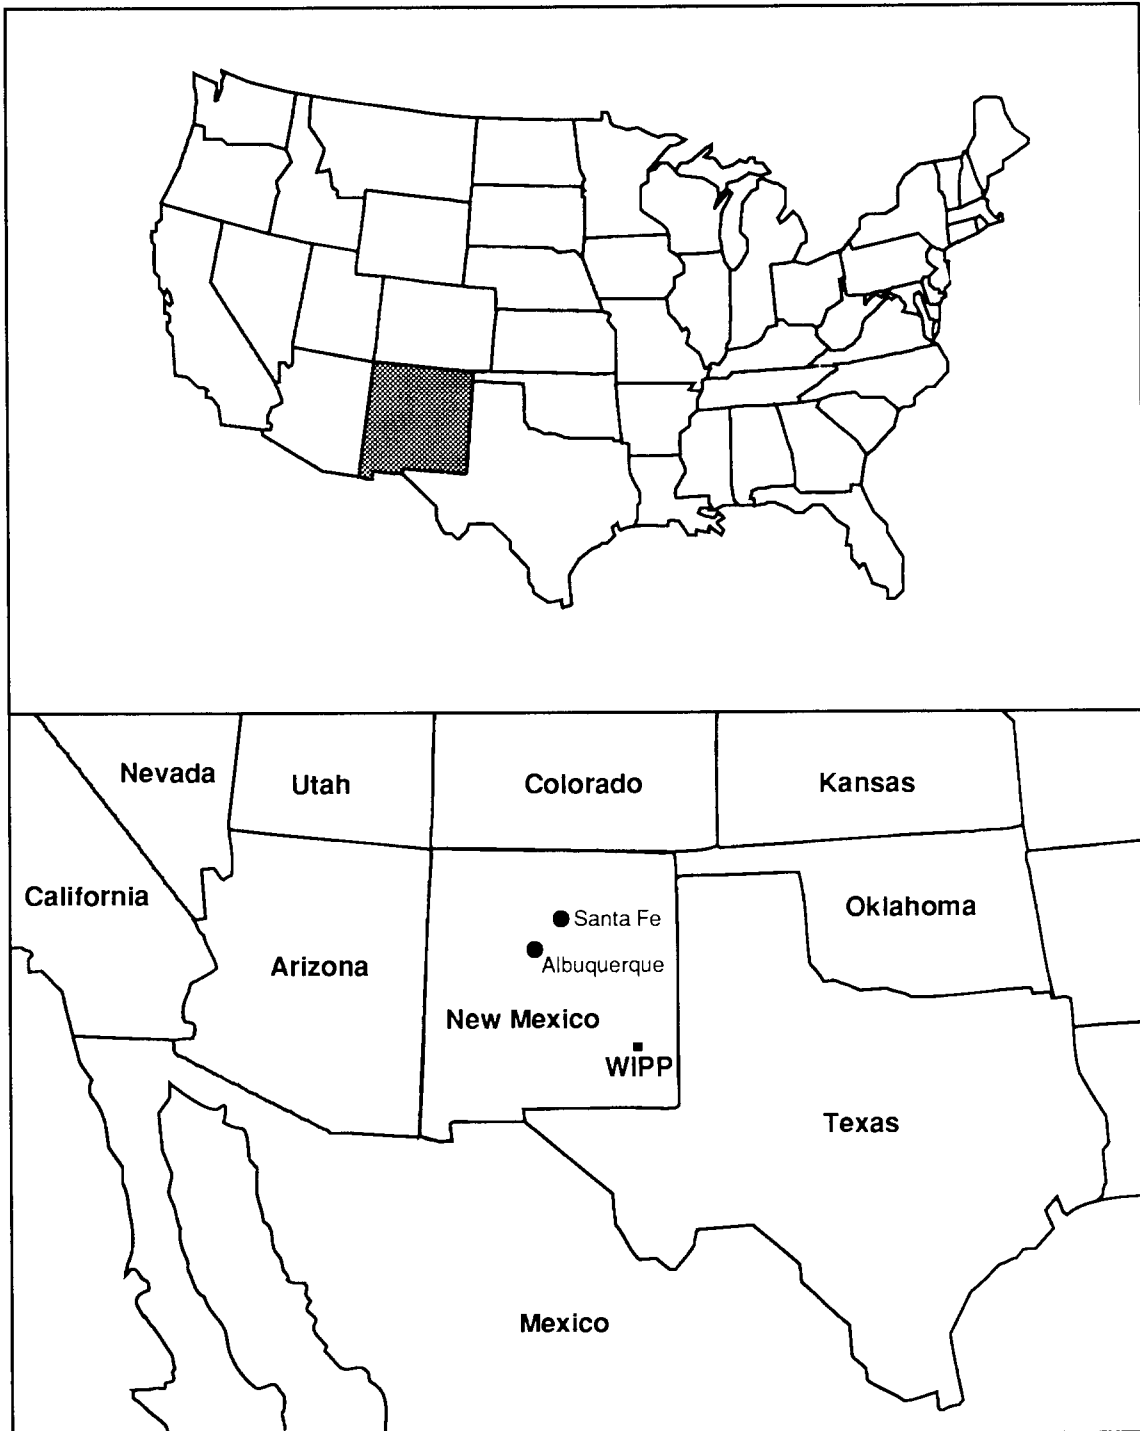 Nevada
Utah
Colorado
Kansas
California
Oklahoma
Santa Fe
Albuquerque
Arizona
New Mexico
WIPP
Texas
Mexico